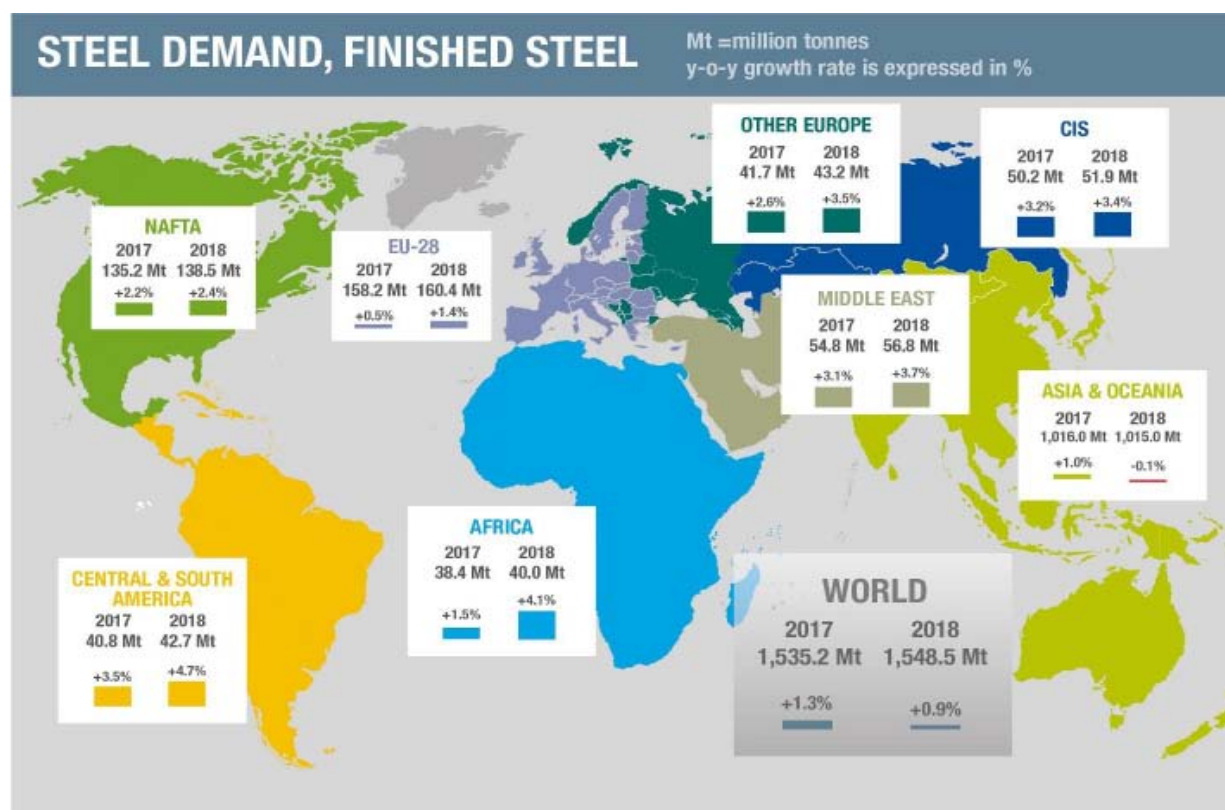 STEEL DEMAND, FINISHED STEEL
Mt =million tonnes
y-o-y growth rate is expressed in %
OTHER EUROPE
2017 2018
41.7 Mt 43.2 Mt
+2.6% +3.5%
CIS
2017 2018
50.2 Mt 51.9 Mt
+3.2% +3.4%
NAFTA
2017 2018
135.2 Mt 138.5 Mt
+2.2% +2.4%
EU-28
2017 2018
158.2 Mt 160.4 Mt
+0.5% +1.4%
MIDDLE EAST
2017 2018
54.8 Mt 56.8 Mt
+3.1% +3.7%
ASIA & OCEANIA
2017 2018
1,016.0 Mt 1,015.0 Mt
+1.0% -0.1%
AFRICA
2017 2018
38.4 Mt 40.0 Mt
+1.5% +4.1%
CENTRAL & SOUTH
AMERICA
2017 2018
40.8 Mt 42.7 Mt
+3.5% +4.7%
WORLD
2017 2018
1,535.2 Mt 1,548.5 Mt
+1.3% +0.9%